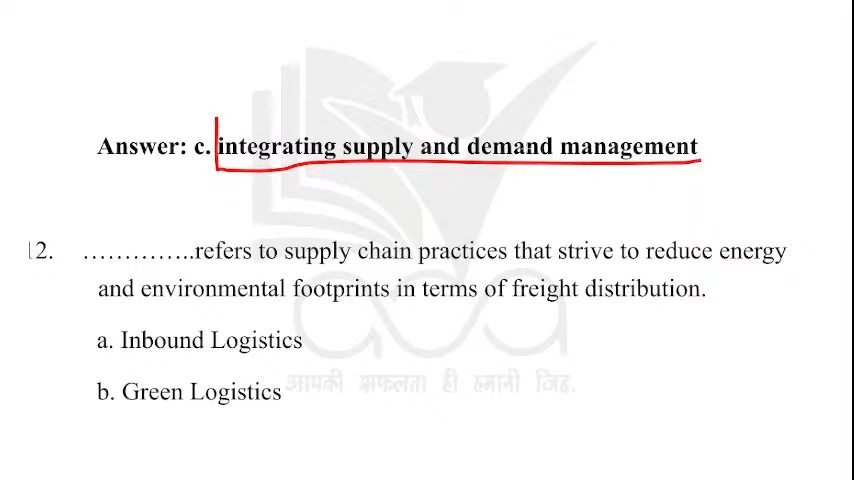 Answer: c. integrating supply and demand management
12. …………..refers to supply chain practices that strive to reduce energy
and environmental footprints in terms of freight distribution.
a. Inbound Logistics
b. Green Logistics
आपकी सफलता ही हमारी जिद.